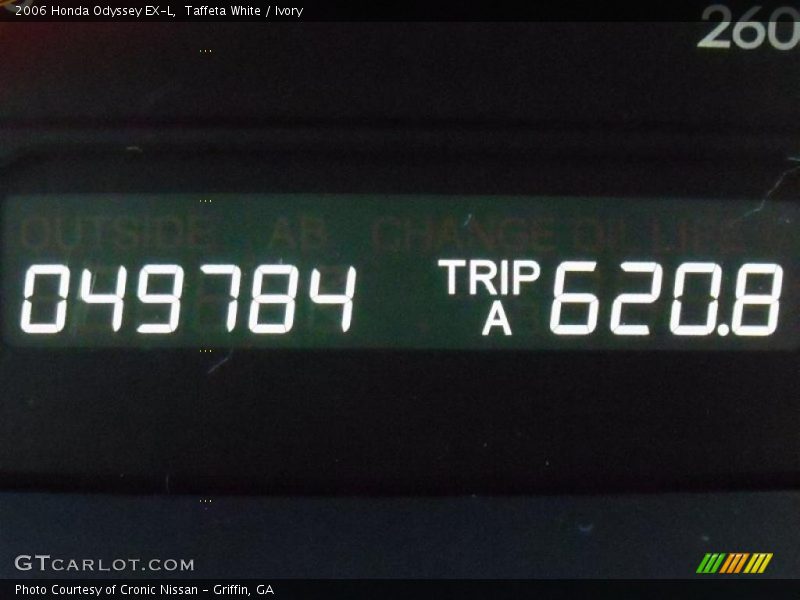 2006 Honda Odyssey EX-L, Taffeta White / Ivory
260
OUTSIDE AB CHANGE OIL LIFE %
049784 TRIP A 620.8
GTCARLOT.COM
Photo Courtesy of Cronic Nissan - Griffin, GA